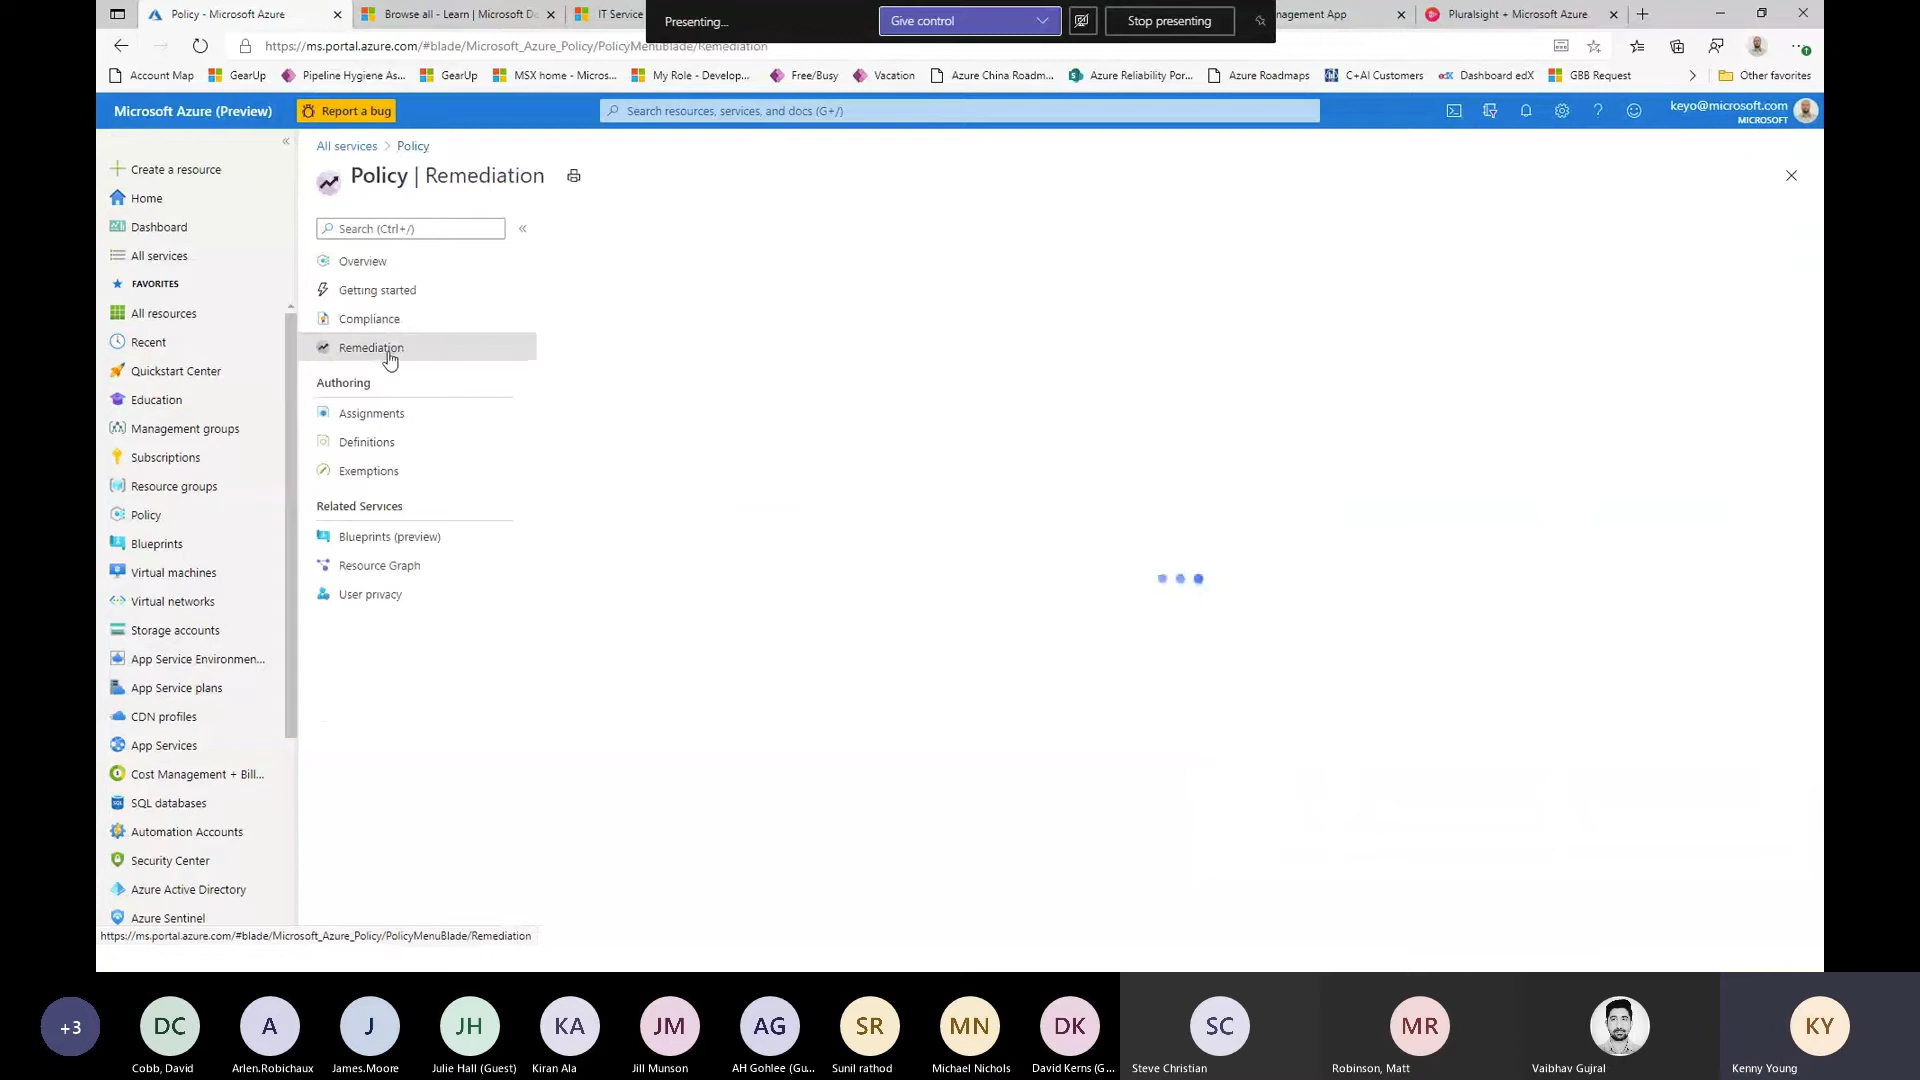 Policy - Microsoft Azure
Browse all - Learn | Microsoft Do
IT Service
Presenting...
Give control
Stop presenting
nagement App
Pluralsight + Microsoft Azure
https://ms.portal.azure.com/#blade/Microsoft_Azure_Policy/PolicyMenuBlade/Remediation
Account Map
GearUp
Pipeline Hygiene As...
GearUp
MSX home - Micros...
My Role - Develop...
Free/Busy
Vacation
Azure China Roadm...
Azure Reliability Por...
Azure Roadmaps
C+AI Customers
edX Dashboard edX
GBB Request
Other favorites
Microsoft Azure (Preview)
Report a bug
Search resources, services, and docs (G+/)
keyo@microsoft.com
MICROSOFT
All services > Policy
Policy | Remediation
Create a resource
Home
Dashboard
All services
FAVORITES
All resources
Recent
Quickstart Center
Education
Management groups
Subscriptions
Resource groups
Policy
Blueprints
Virtual machines
Virtual networks
Storage accounts
App Service Environmen...
App Service plans
CDN profiles
App Services
Cost Management + Bill...
SQL databases
Automation Accounts
Security Center
Azure Active Directory
Azure Sentinel
Search (Ctrl+/)
Overview
Getting started
Compliance
Remediation
Authoring
Assignments
Definitions
Exemptions
Related Services
Blueprints (preview)
Resource Graph
User privacy
https://ms.portal.azure.com/#blade/Microsoft_Azure_Policy/PolicyMenuBlade/Remediation
+3
DC
A
J
JH
KA
JM
AG
SR
MN
DK
SC
MR
KY
Cobb, David
Arlen.Robichaux
James.Moore
Julie Hall (Guest)
Kiran Ala
Jill Munson
AH Gohlee (Gu...
Sunil rathod
Michael Nichols
David Kerns (G...
Steve Christian
Robinson, Matt
Vaibhav Gujral
Kenny Young